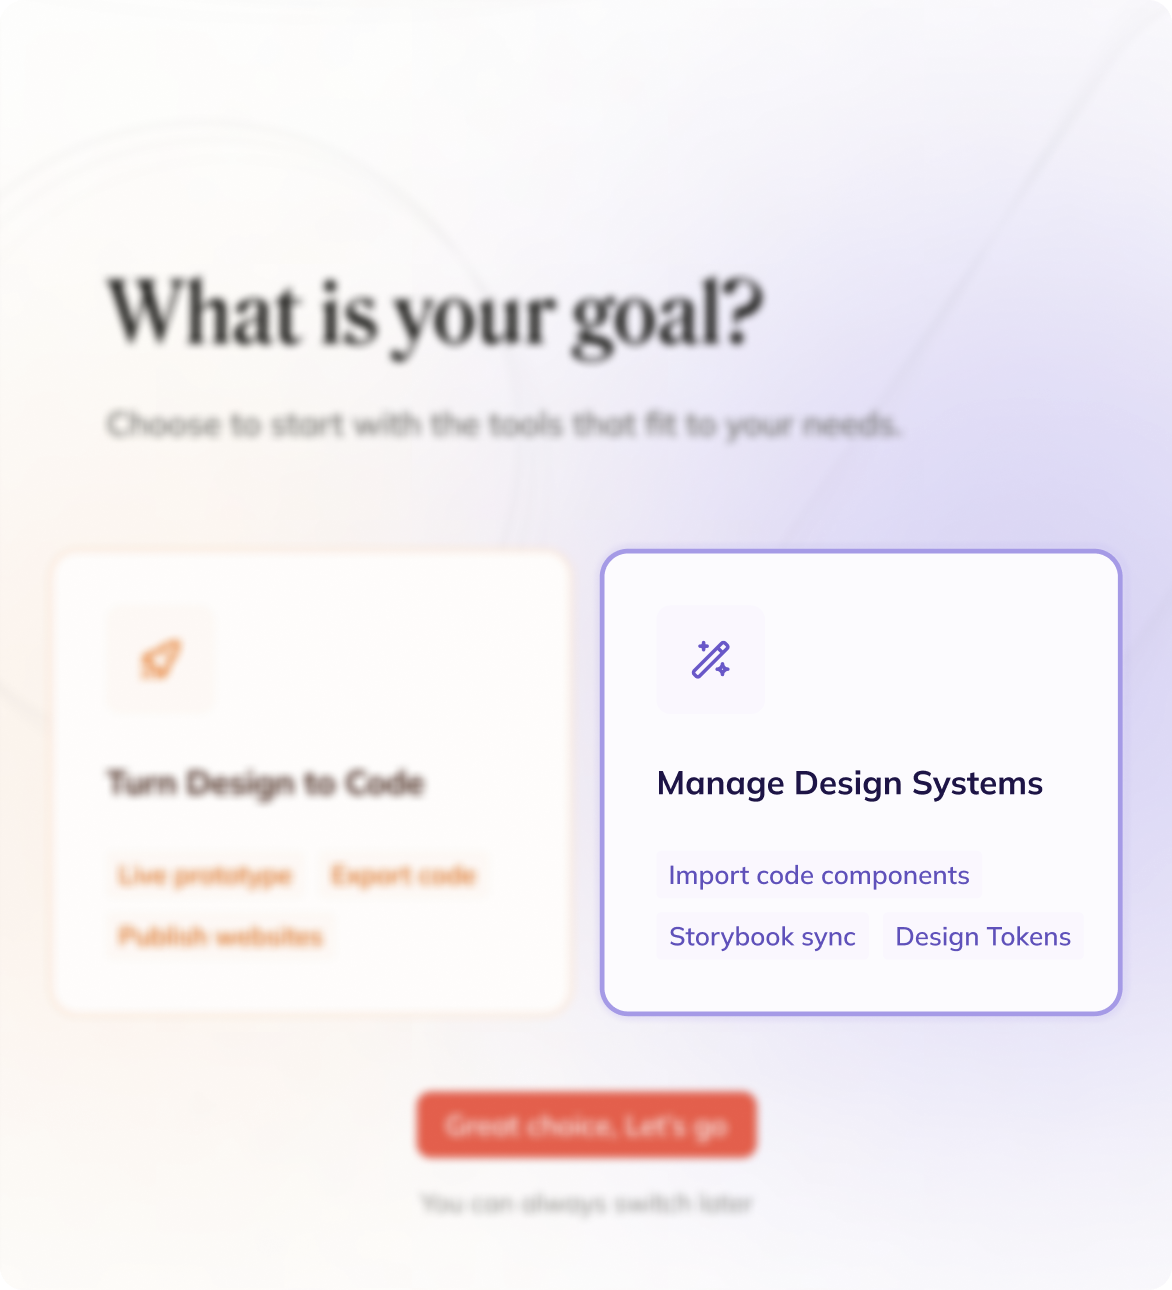 What is your goal?
Choose to start with the tools that fit to your needs.
Turn Design to Code
Live prototype Export code
Publish websites
Manage Design Systems
Import code components
Storybook sync Design Tokens
Great choice, Let's go
You can always switch later